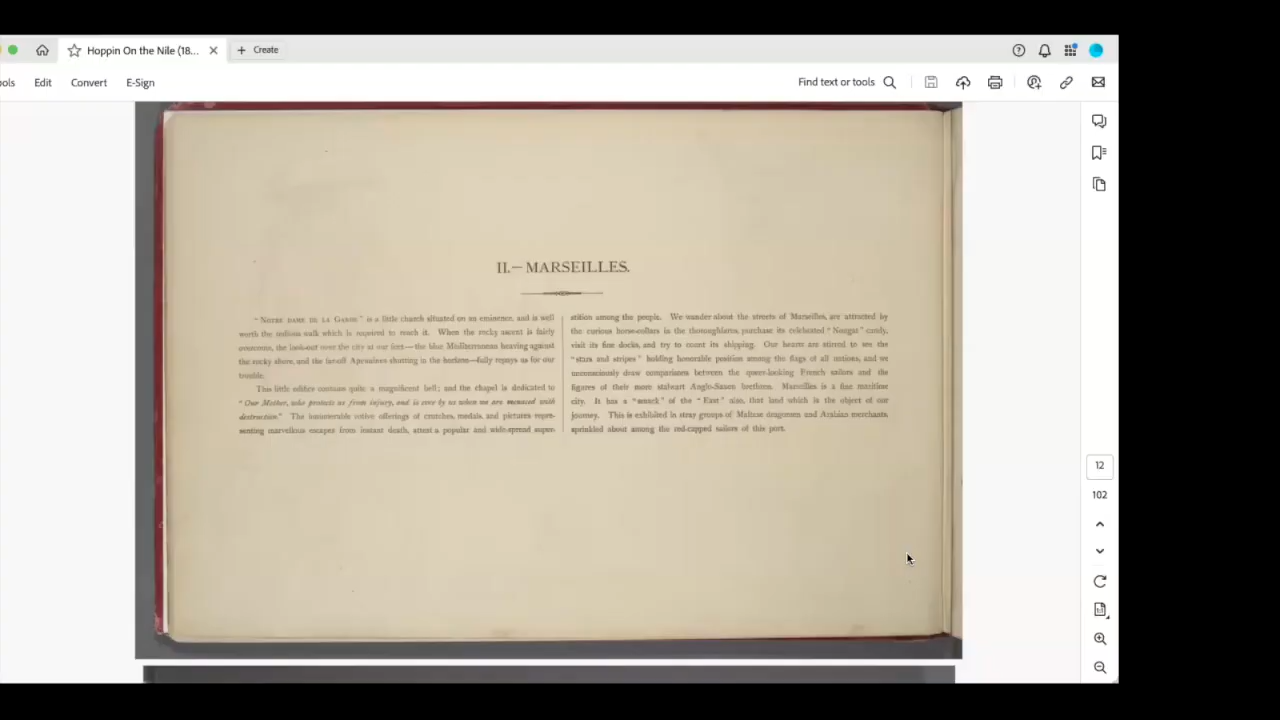 Hoppin On the Nile (18...
Create
ools
Edit
Convert
E-Sign
Find text or tools
II.—MARSEILLES.
"NOTRE DAME DE LA GARDE" is a little church situated on an eminence, and is well
worth the tedious walk which is required to reach it. When the rocky ascent is fairly
overcome, the look-out over the city at our feet—the blue Mediterranean heaving against
the rocky shore, and the far-off Apennines shutting in the horizon—fully repays us for our
trouble.
This little edifice contains quite a magnificent bell; and the chapel is dedicated to
"Our Mother, who protects us from injury, and is over by us when we are menaced with
destruction." The innumerable votive offerings of crutches, medals, and pictures repre-
senting marvellous escapes from instant death, attest a popular and wide-spread super-
stition among the people. We wander about the streets of Marseilles, are attracted by
the curious horse-collars in the thoroughfares, purchase its celebrated "Nougat" candy,
visit its fine docks, and try to count its shipping. Our hearts are stirred to see the
"stars and stripes" holding honorable position among the flags of all nations, and we
unconsciously draw comparisons between the queer-looking French sailors and the
figures of their more stalwart Anglo-Saxon brethren. Marseilles is a fine maritime
city. It has a "smack" of the "East" also, that land which is the object of our
journey. This is exhibited in stray groups of Maltese dragomen and Arabian merchants,
sprinkled about among the red-capped sailors of this port.
12
102